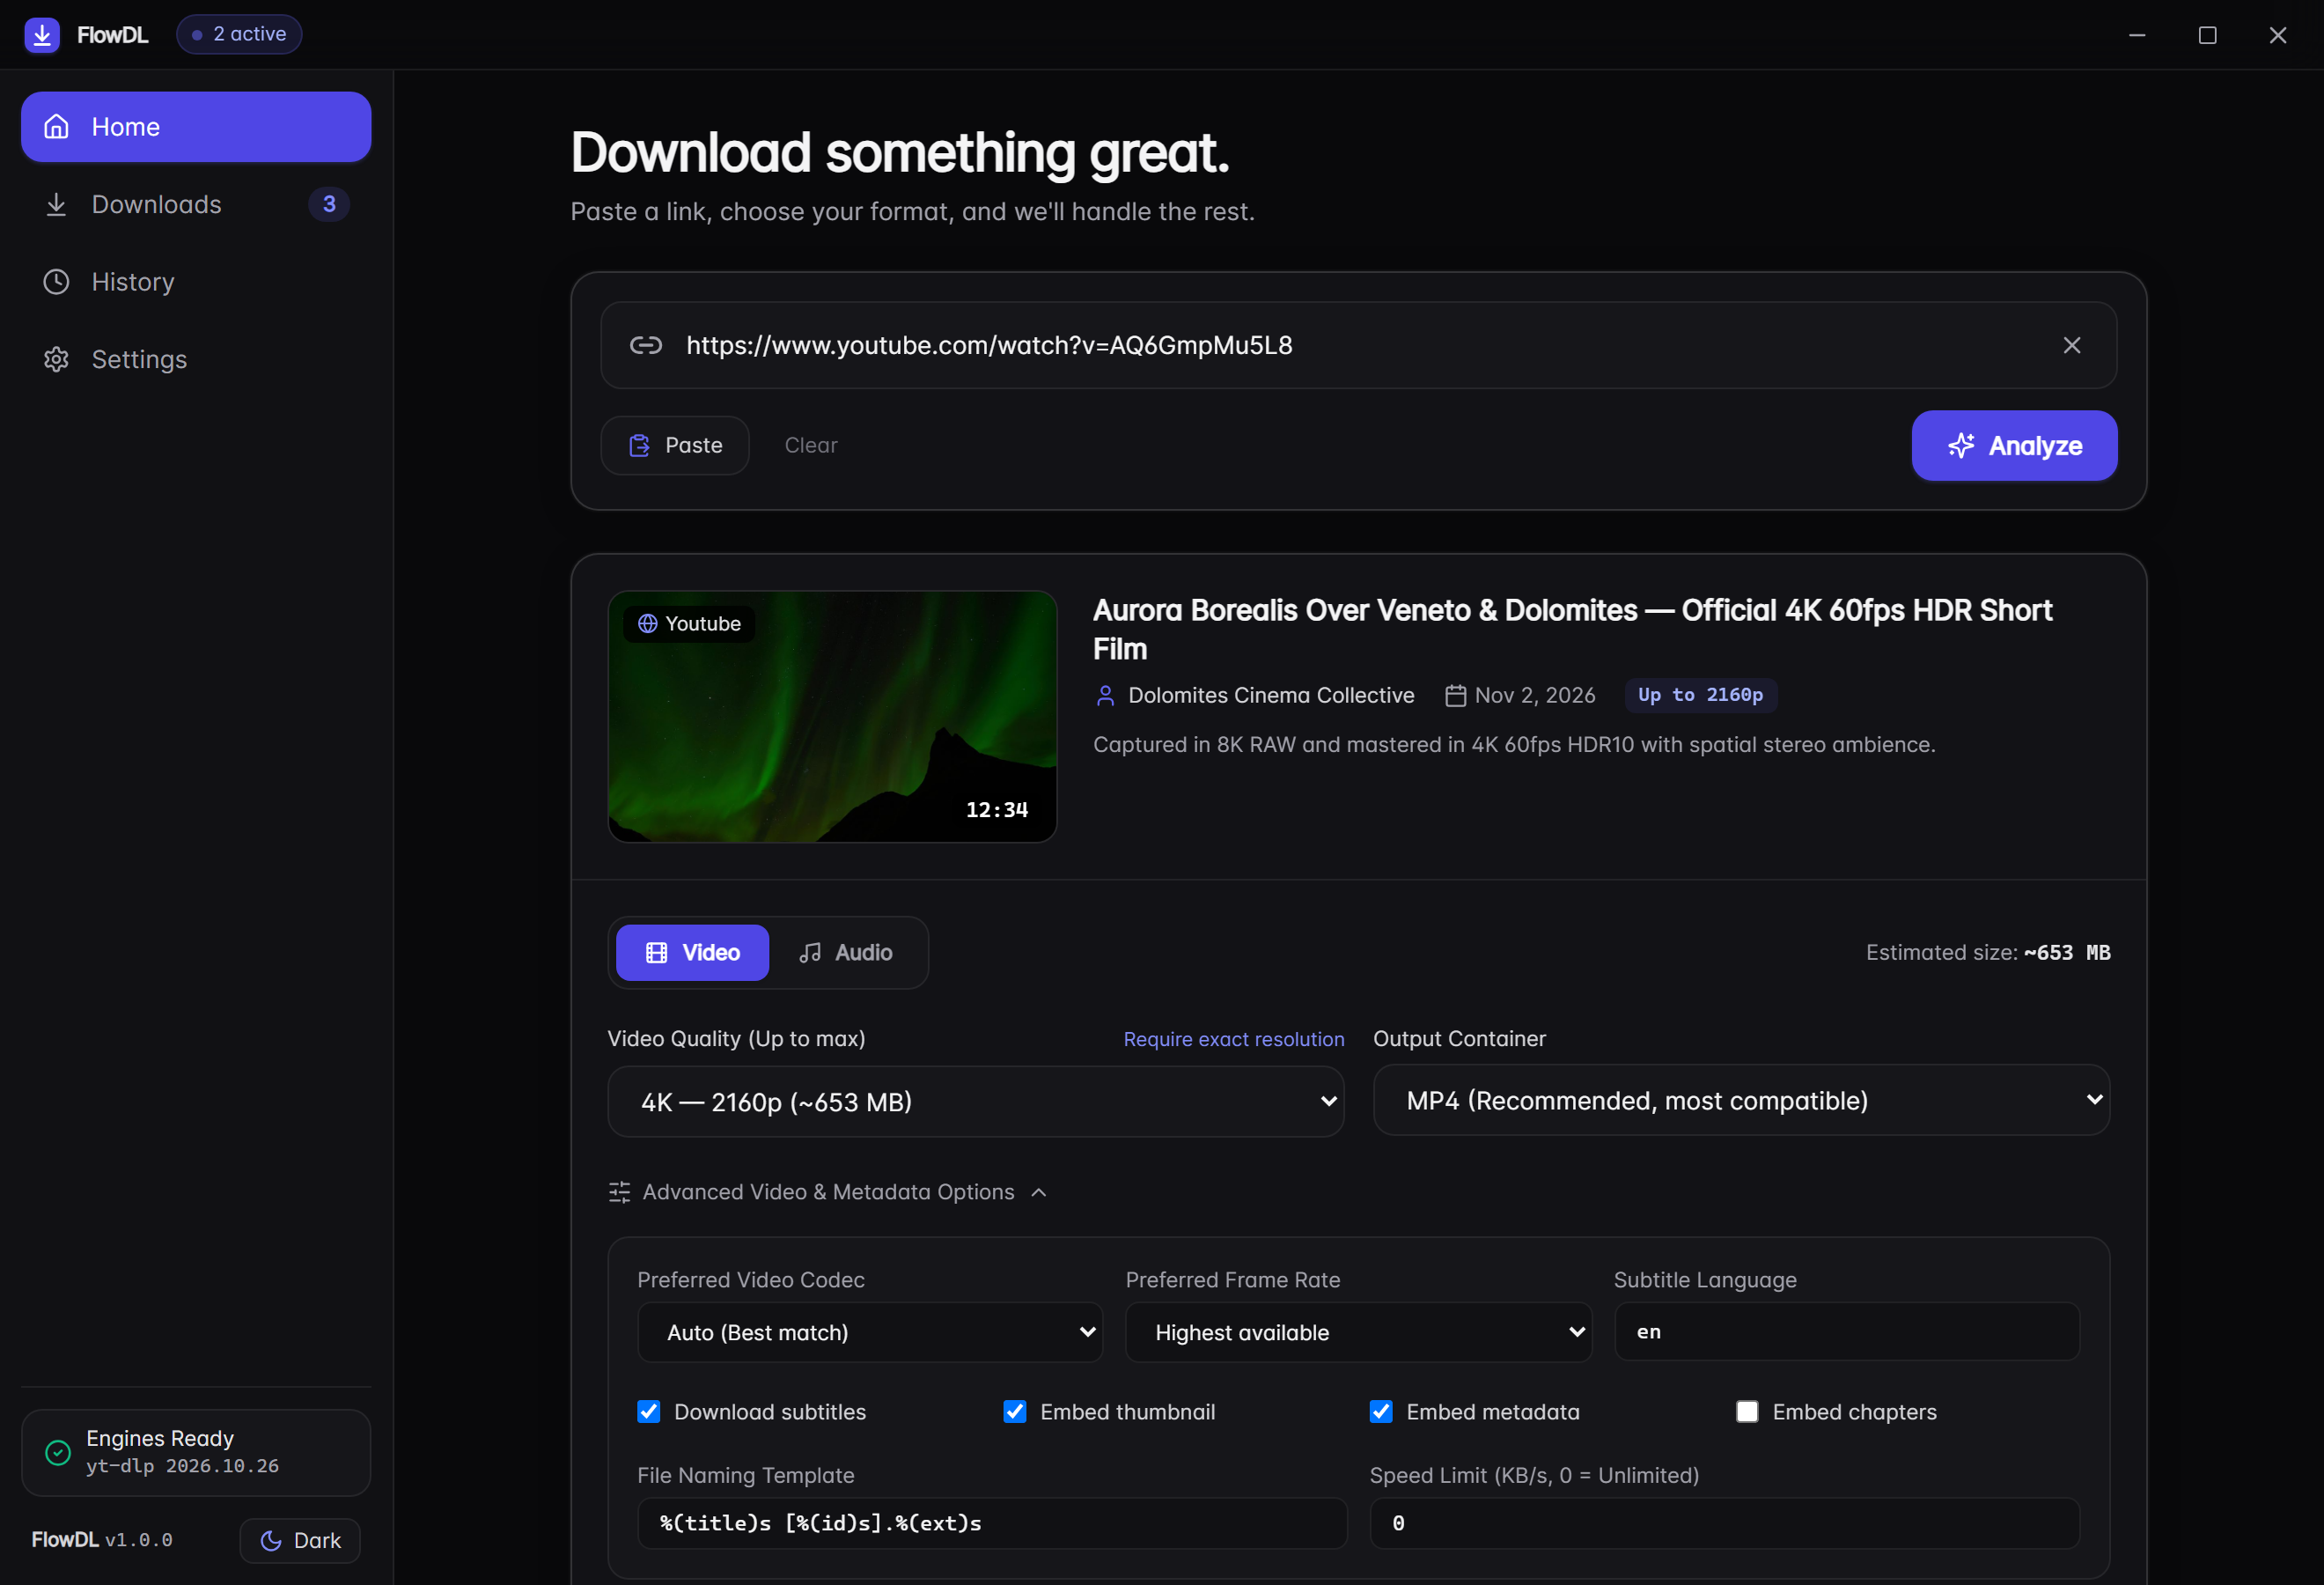 FlowDL
2 active
Home
Downloads
3
History
Settings
Engines Ready
yt-dlp 2026.10.26
FlowDL v1.0.0
Dark
Download something great.
Paste a link, choose your format, and we'll handle the rest.
https://www.youtube.com/watch?v=AQ6GmpMu5L8
Paste
Clear
Analyze
Youtube
12:34
Aurora Borealis Over Veneto & Dolomites — Official 4K 60fps HDR Short
Film
Dolomites Cinema Collective
Nov 2, 2026
Up to 2160p
Captured in 8K RAW and mastered in 4K 60fps HDR10 with spatial stereo ambience.
Video
Audio
Estimated size: ~653 MB
Video Quality (Up to max)
Require exact resolution
4K — 2160p (~653 MB)
Output Container
MP4 (Recommended, most compatible)
Advanced Video & Metadata Options
Preferred Video Codec
Auto (Best match)
Preferred Frame Rate
Highest available
Subtitle Language
en
Download subtitles
Embed thumbnail
Embed metadata
Embed chapters
File Naming Template
%(title)s [%(id)s].%(ext)s
Speed Limit (KB/s, 0 = Unlimited)
0